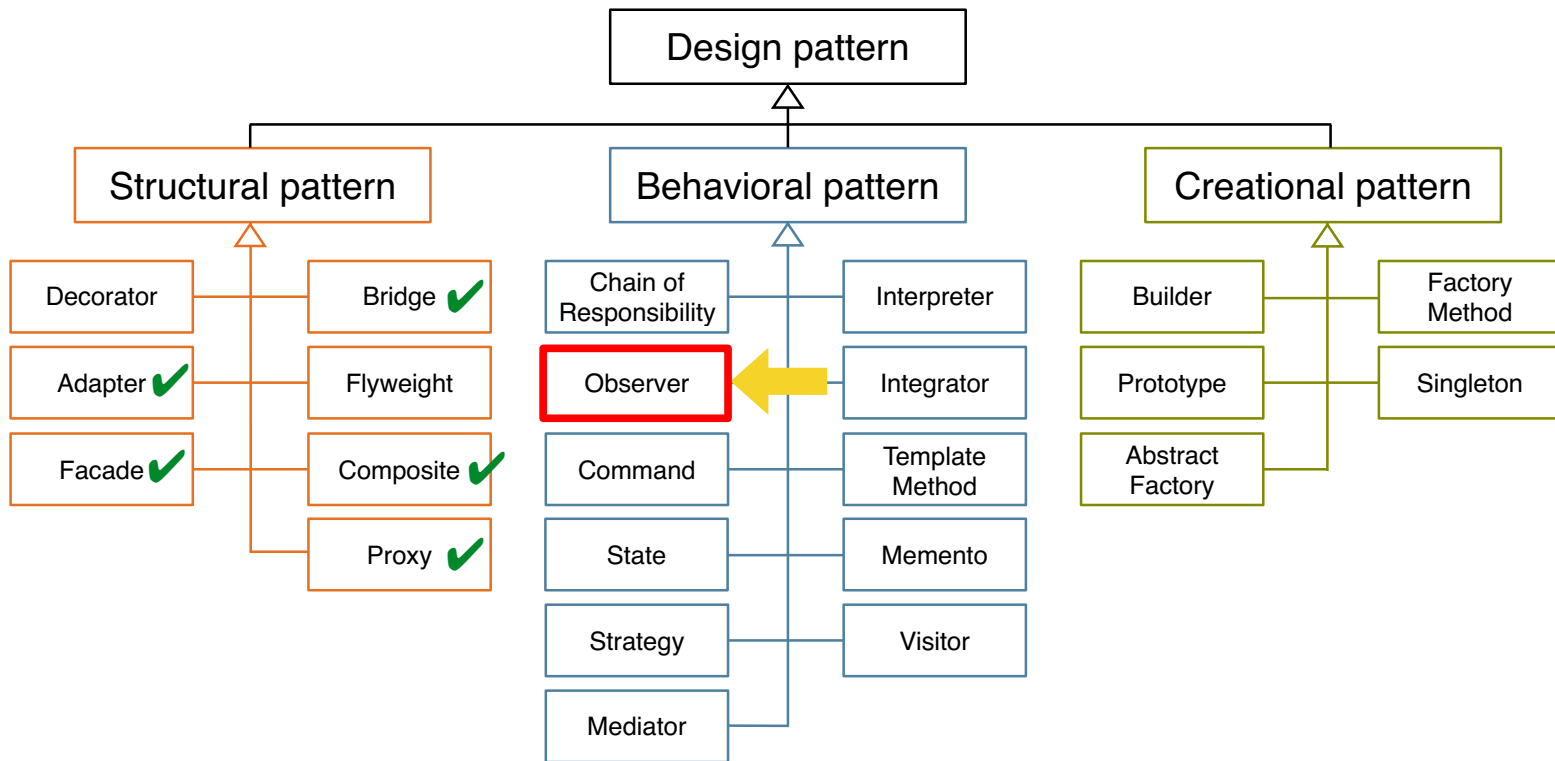 Design pattern
Structural pattern
Behavioral pattern
Creational pattern
Decorator
Bridge
Adapter
Flyweight
Facade
Composite
Proxy
Chain of
Responsibility
Interpreter
Observer
Integrator
Command
Template
Method
State
Memento
Strategy
Visitor
Mediator
Builder
Factory
Method
Prototype
Singleton
Abstract
Factory